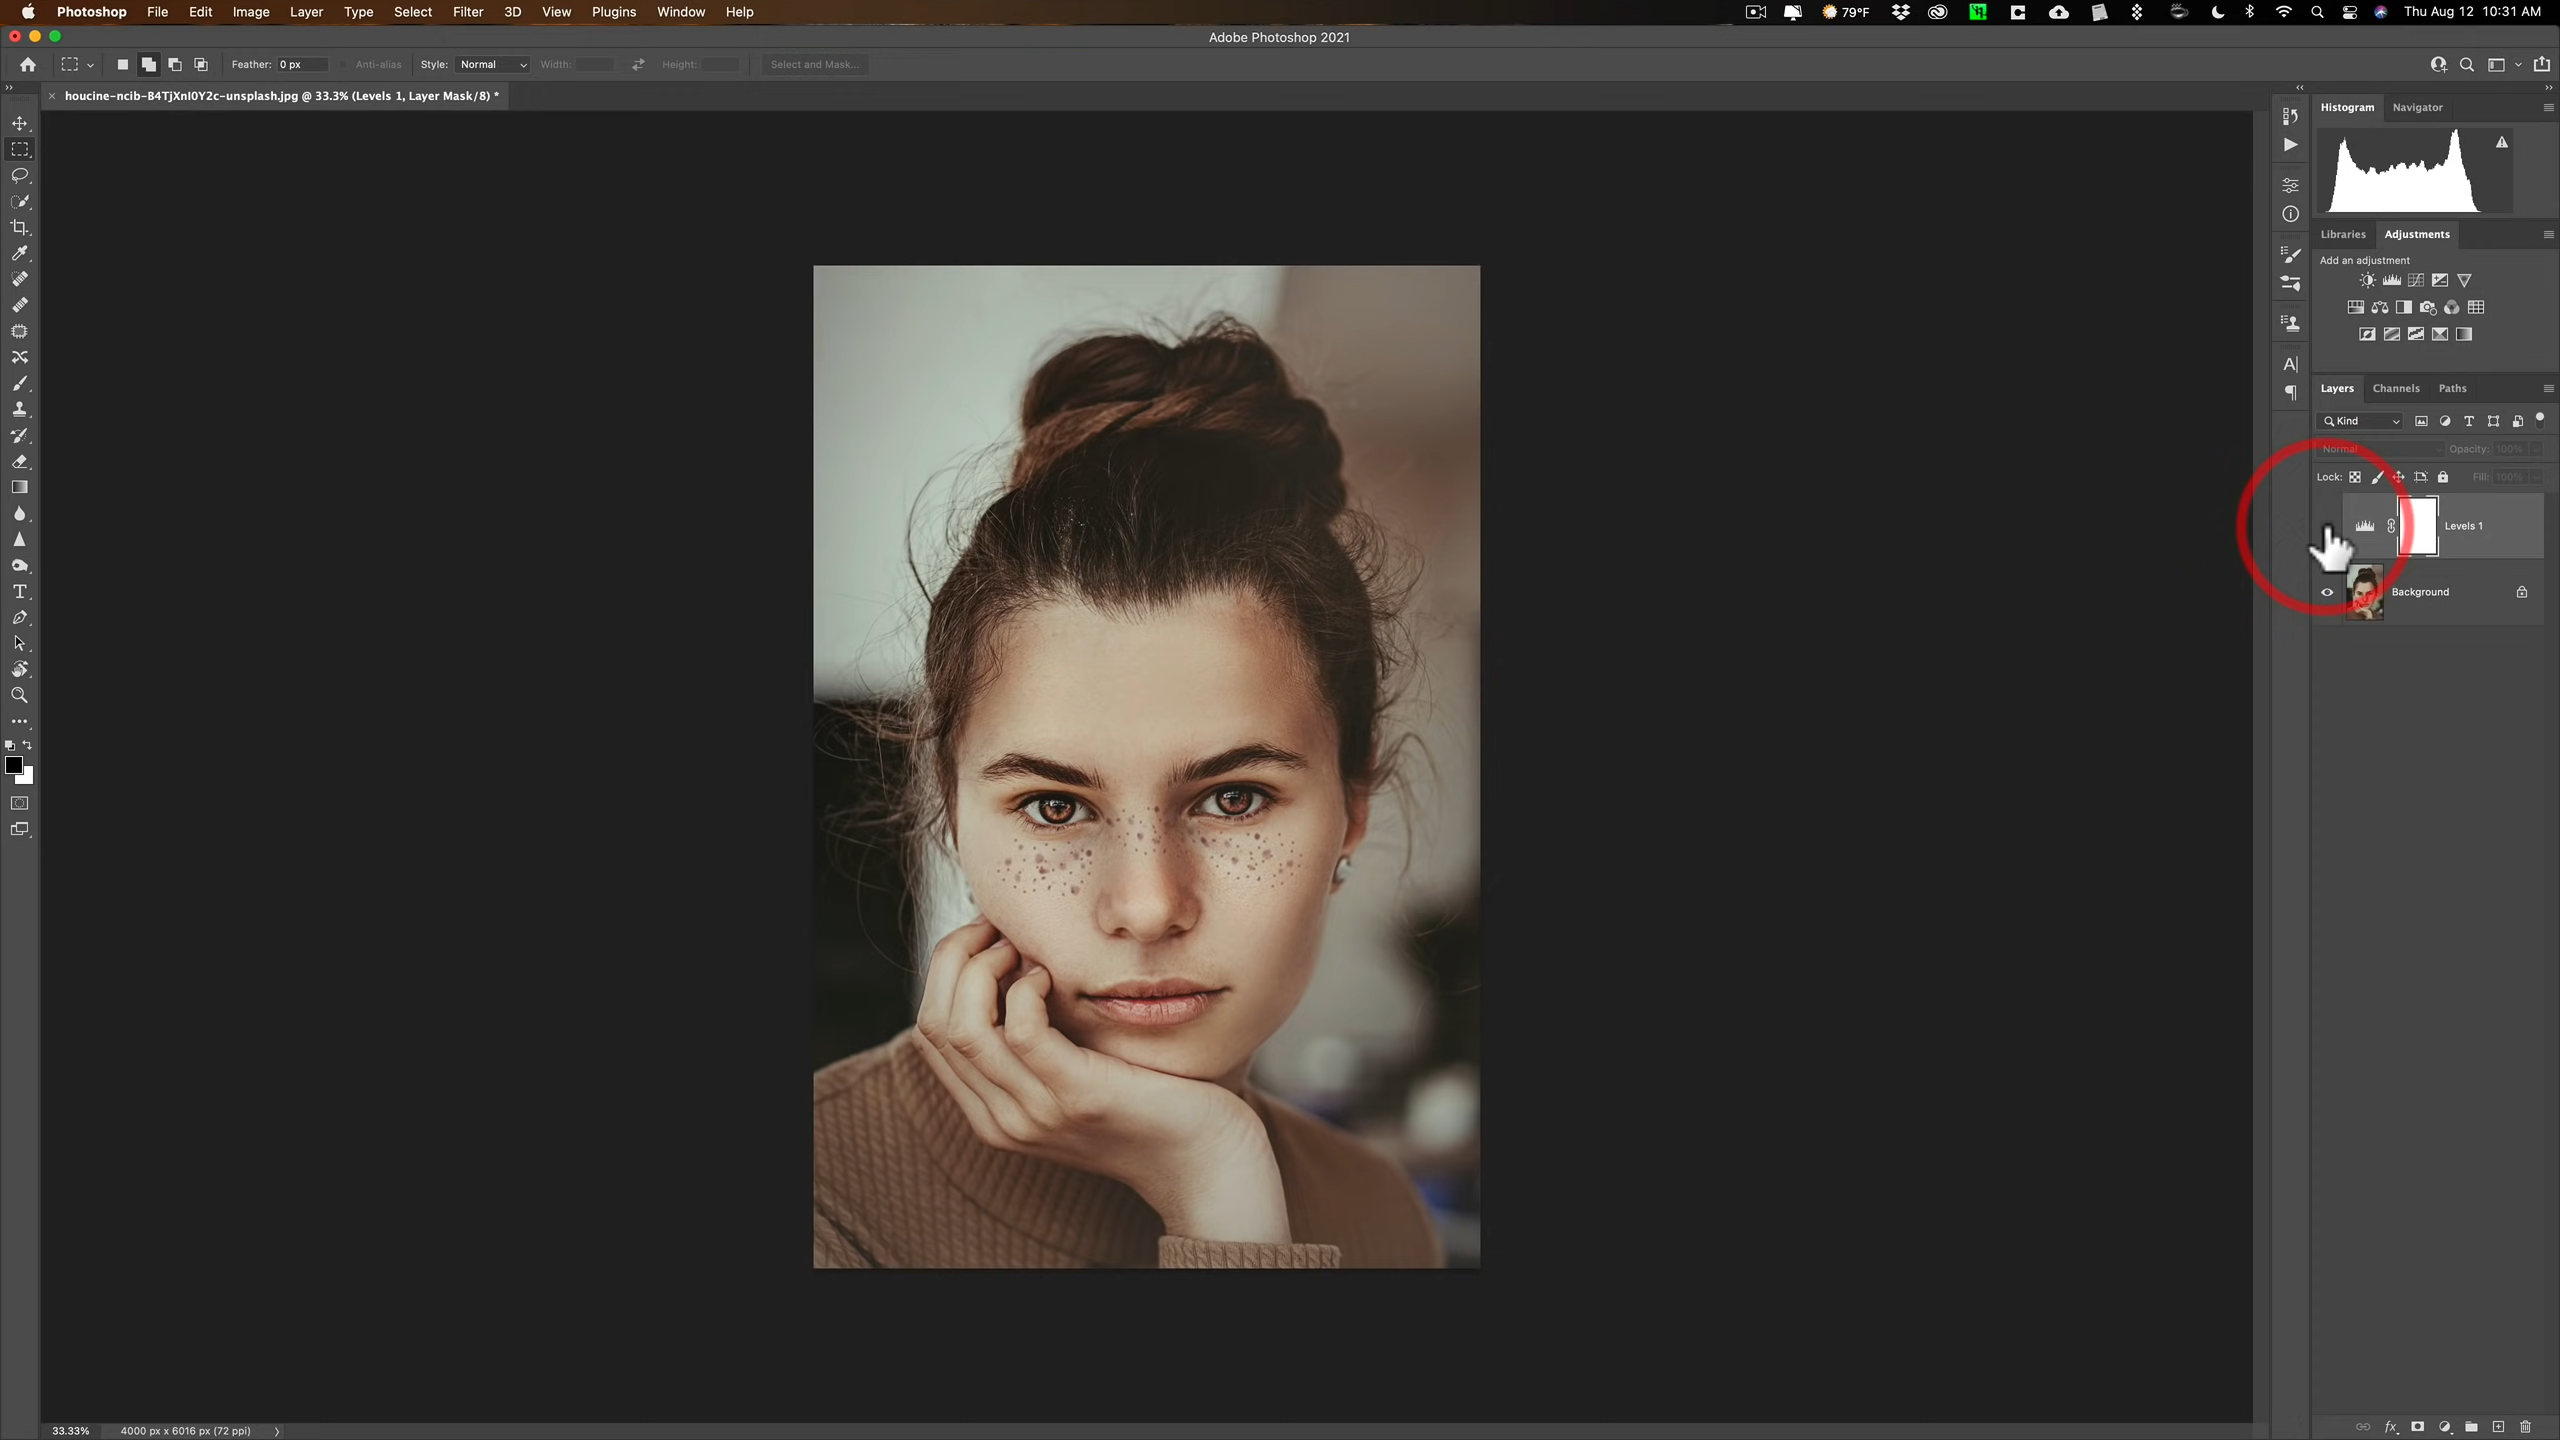 Photoshop File Edit Image Layer Type Select Filter 3D View Plugins Window Help 79°F Thu Aug 12 10:31 AM
Adobe Photoshop 2021
Feather: 0 px Anti-alias Style: Normal Width: Height: Select and Mask...
houcine-ncib-B4TjXnI0Y2c-unsplash.jpg @ 33.3% (Levels 1, Layer Mask/8) *
Histogram Navigator
Libraries Adjustments
Add an adjustment
Layers Channels Paths
Kind
Normal Opacity: 100%
Lock: Fill: 100%
Levels 1
Background
33.33% 4000 px x 6016 px (72 ppi)